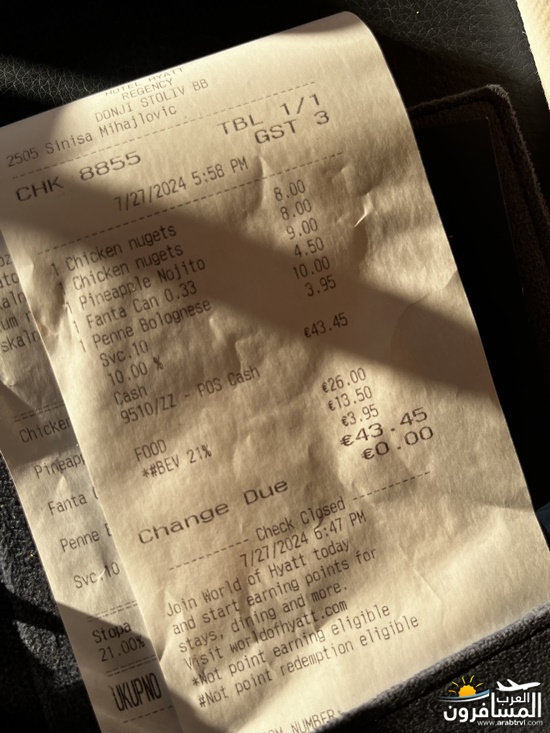 HOTEL HYATT
REGENCY
DONJI STOLIV BB
2505 Sinisa Mihajlovic
CHK 8855
TBL 1/1
GST 3
7/27/2024 5:58 PM
1 Chicken nugets 8.00
1 Chicken nugets 8.00
1 Pineapple Nojito 9.00
1 Fanta Can 0.33 4.50
1 Penne Bolognese 10.00
Svc.10 3.95
10.00 %
Cash €43.45
9510/ZZ - POS Cash
FOOD €26.00
*#BEV 21% €13.50
€3.95
€43.45
Change Due €0.00
Check Closed
7/27/2024 6:47 PM
Join World of Hyatt today
and start earning points for
stays, dining and more.
Visit worldofhyatt.com
*Not point earning eligible
#Not point redemption eligible
ON NUMBER:
Chicken
Pineapp
Fanta C
Penne B
Svc.10
Stopa
21.00%
UKUPNO
العرب
المسافرون
www.arabtrvl.com